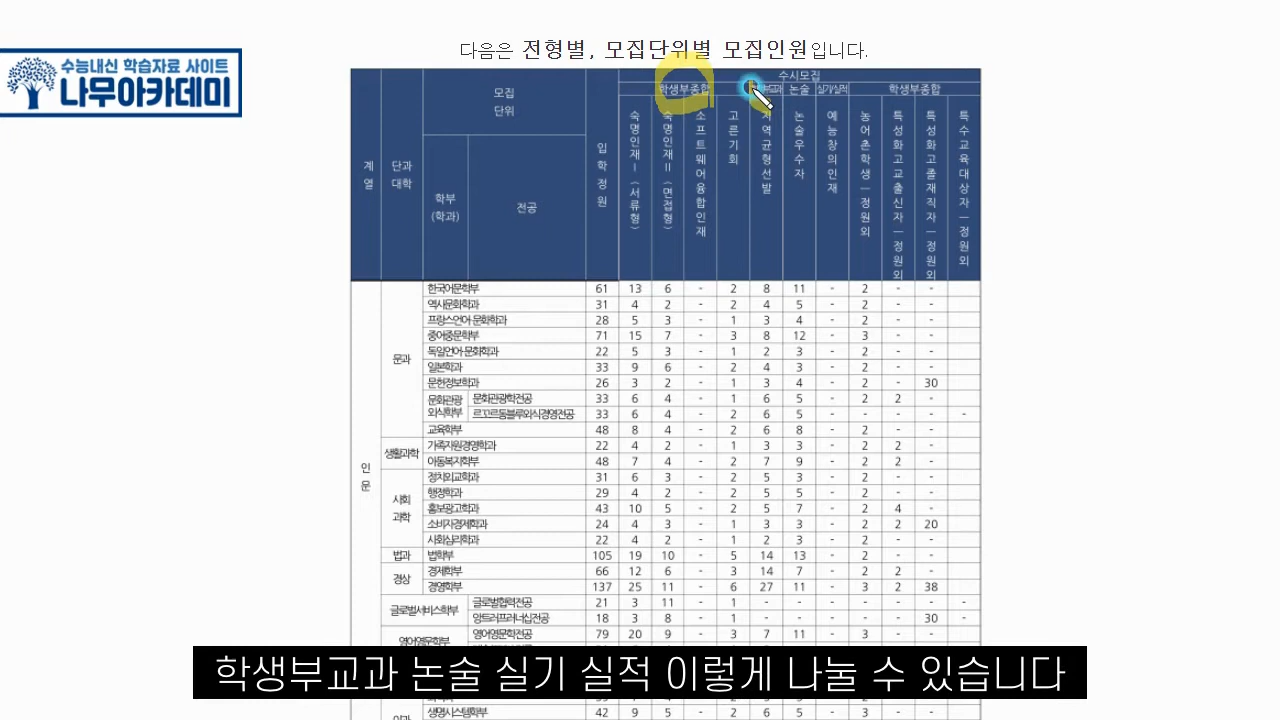 다음은 전형별, 모집단위별 모집인원입니다.
수능내신 학습자료 사이트
나무아카데미
계열 단과대학 모집단위 입학정원 수시모집
학생부종합 논술 실기/실적 학생부종합
학부(학과) 전공 숙명인재Ⅰ(서류형) 숙명인재Ⅱ(면접형) 소프트웨어융합인재 고른기회 지역균형선발 논술우수자 예능창의인재 농어촌학생-정원외 특성화고교출신자-정원외 특성화고졸재직자-정원외 특수교육대상자-정원외
인문 문과 한국어문학부 61 13 6 - 2 8 11 - 2 - -
역사문화학과 31 4 2 - 2 4 5 - 2 - -
프랑스언어·문화학과 28 5 3 - 1 3 4 - 2 - -
중어중문학부 71 15 7 - 3 8 12 - 3 - -
독일언어·문화학과 22 5 3 - 1 2 3 - 2 - -
일본학과 33 9 6 - 2 4 3 - 2 - -
문헌정보학과 26 3 2 - 1 3 4 - 2 - 30
문화관광외식학부 문화관광학전공 33 6 4 - 1 6 5 - 2 2 -
르꼬르동블루외식경영전공 33 6 4 - 2 6 5 - - - - -
교육학부 48 8 4 - 2 6 8 - 2 - -
생활과학 가족자원경영학과 22 4 2 - 1 3 3 - 2 2 -
아동복지학부 48 7 4 - 2 7 9 - 2 2 -
사회과학 정치외교학과 31 6 3 - 2 5 3 - 2 - -
행정학과 29 4 2 - 2 5 5 - 2 - -
홍보광고학과 43 10 5 - 2 5 7 - 2 4 -
소비자경제학과 24 4 3 - 1 3 3 - 2 2 20
사회심리학과 22 4 2 - 1 2 3 - 2 - -
법과 법학부 105 19 10 - 5 14 13 - 2 - -
경상 경제학부 66 12 6 - 3 14 7 - 2 2 -
경영학부 137 25 11 - 6 27 11 - 3 2 38
글로벌서비스학부 글로벌협력전공 21 3 11 - 1 - - - - - - -
앙트러프러너십전공 18 3 8 - 1 - - - - - 30 -
영어영문학부 영어영문학전공 79 20 9 - 3 7 11 - 3 - -
학생부교과 논술 실기 실적 이렇게 나눌 수 있습니다
생명시스템학부 42 9 5 - 2 6 5 - 3 - -